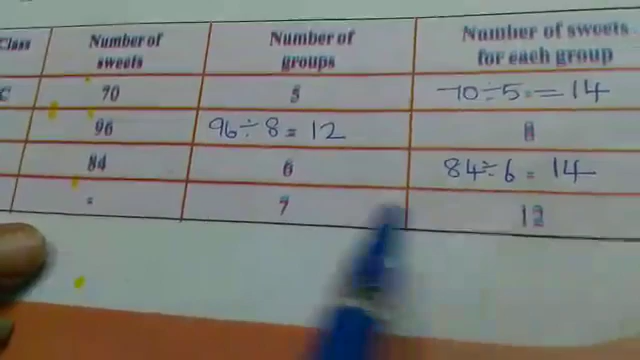 Class Number of sweets Number of groups Number of sweets for each group
C 70 5 70÷5 = 14
96 96÷8 = 12 8
84 6 84÷6 = 14
7 12